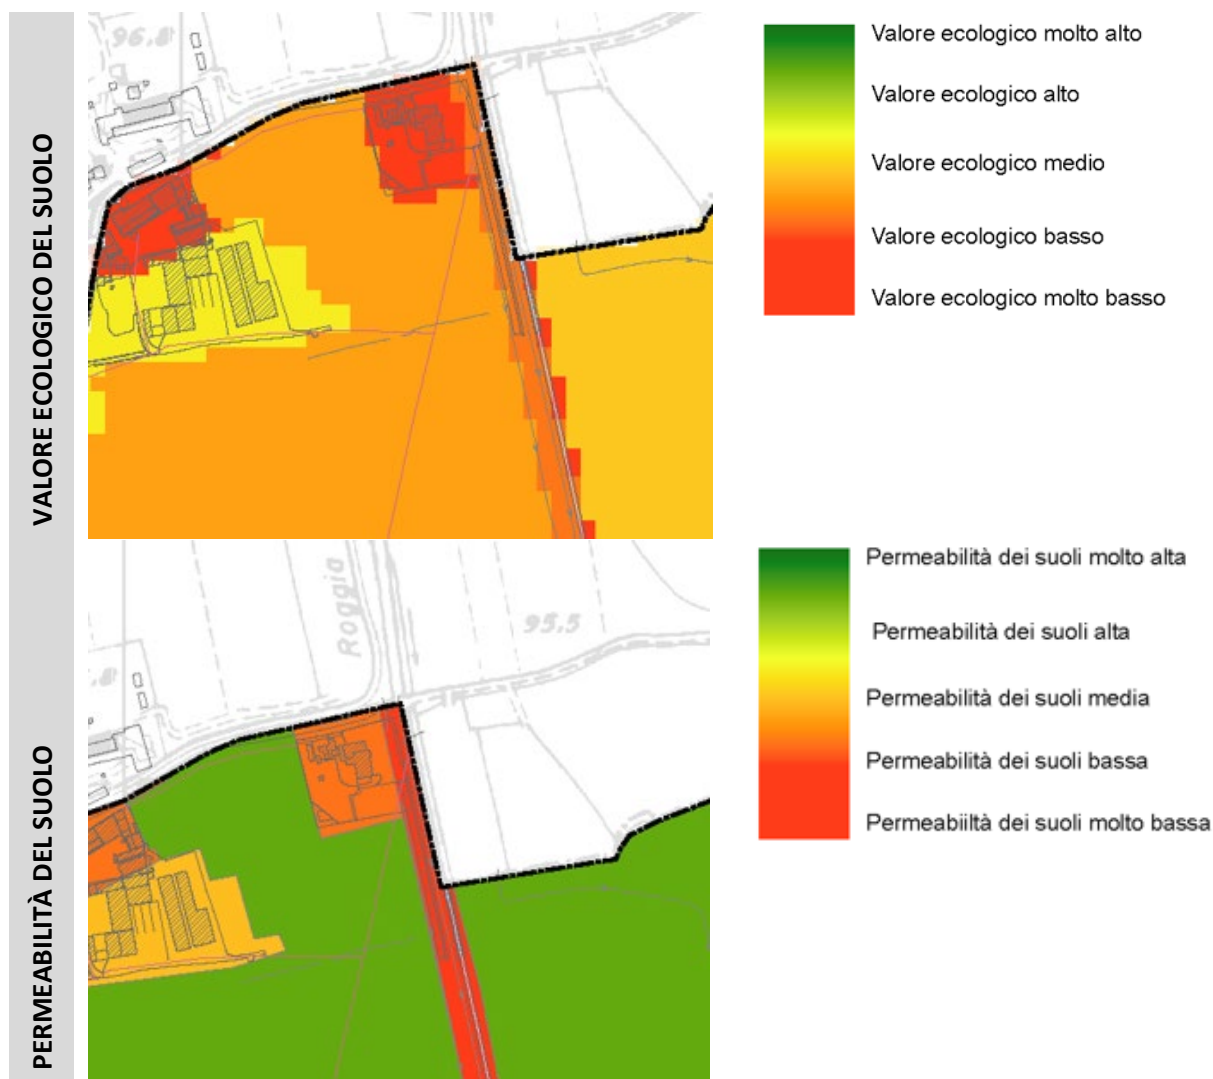 VALORE ECOLOGICO DEL SUOLO
96.8
Valore ecologico molto alto
Valore ecologico alto
Valore ecologico medio
Valore ecologico basso
Valore ecologico molto basso
PERMEABILITÀ DEL SUOLO
Roggia
95.5
.8
Permeabilità dei suoli molto alta
Permeabilità dei suoli alta
Permeabilità dei suoli media
Permeabilità dei suoli bassa
Permeabiiltà dei suoli molto bassa